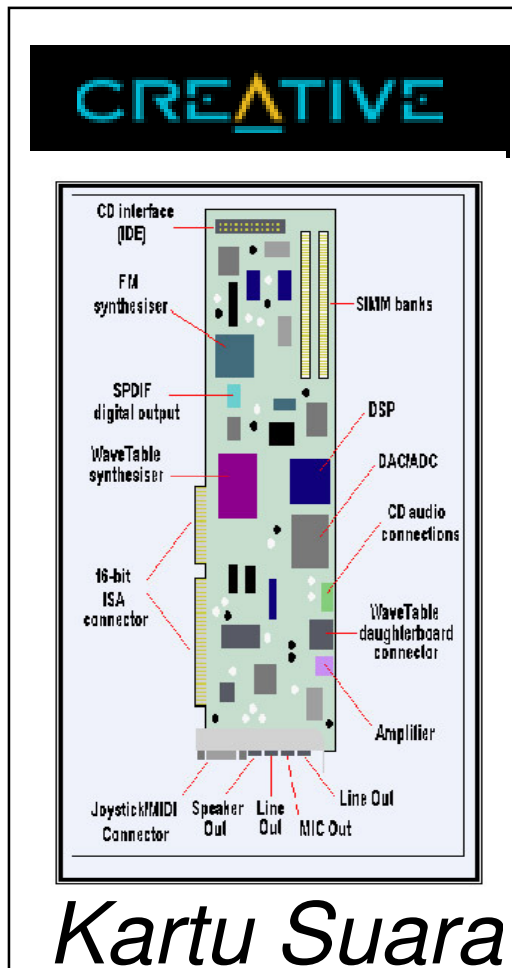 CREATIVE
CD interface
(IDE)
FM
synthesiser
SIMM banks
SPDIF
digital output
DSP
WaveTable
synthesiser
DAC/ADC
CD audio
connections
16-bit
ISA
connector
WaveTable
daughterboard
connector
Amplifier
Joystick/MIDI
Connector
Speaker
Out
Line
Out
MIC Out
Line Out
Kartu Suara